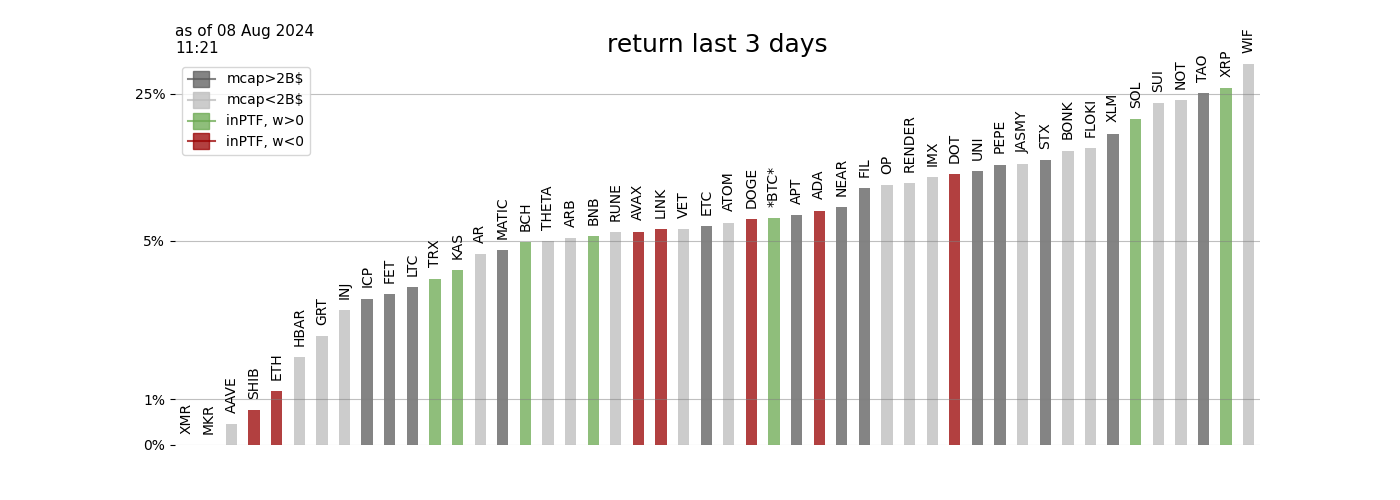 as of 08 Aug 2024
11:21
return last 3 days
mcap>2B$
mcap<2B$
inPTF, w>0
inPTF, w<0
25%
5%
1%
0%
XMR
MKR
AAVE
SHIB
ETH
HBAR
GRT
INJ
ICP
FET
LTC
TRX
KAS
AR
MATIC
BCH
THETA
ARB
BNB
RUNE
AVAX
LINK
VET
ETC
ATOM
DOGE
*BTC*
APT
ADA
NEAR
FIL
OP
RENDER
IMX
DOT
UNI
PEPE
JASMY
STX
BONK
FLOKI
XLM
SOL
SUI
NOT
TAO
XRP
WIF